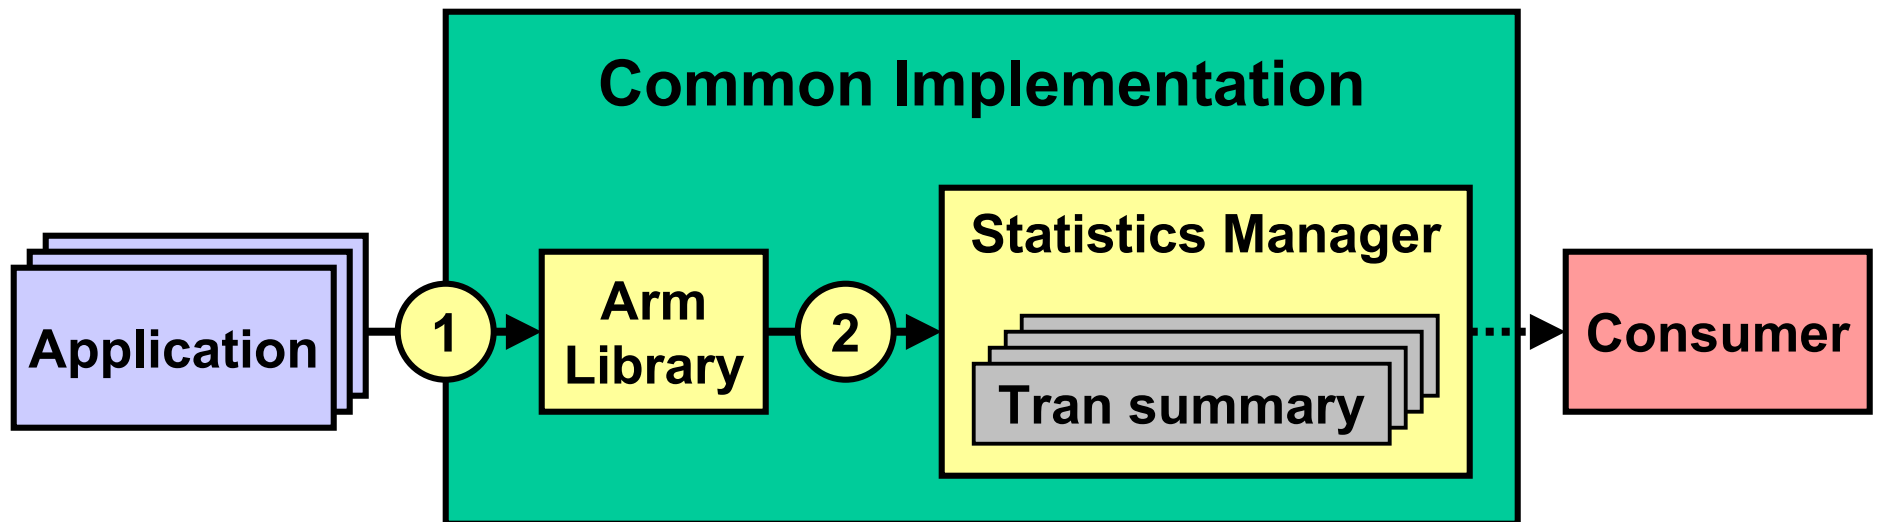 Common Implementation
Application
1
Arm
Library
2
Statistics Manager
Tran summary
Consumer